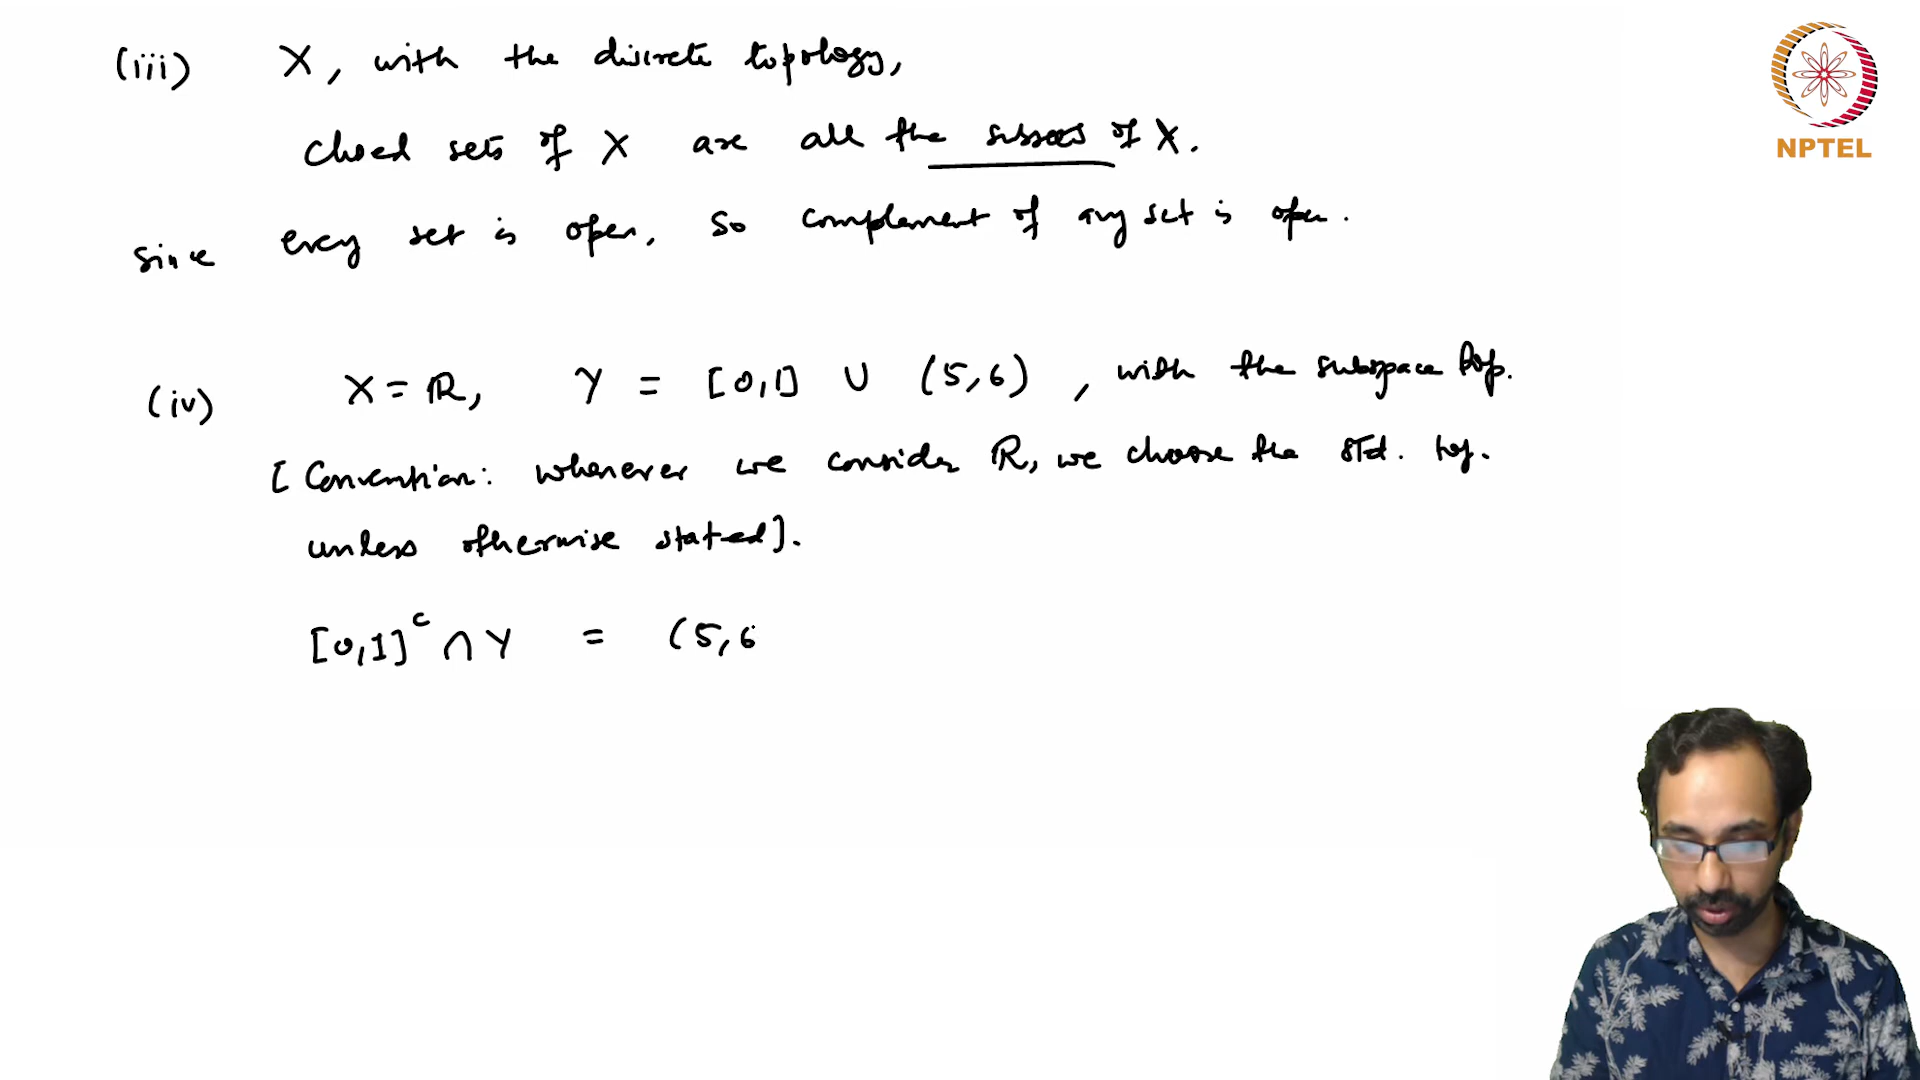 (iii) X, with the discrete topology,
NPTEL
closed sets of X are all the subsets of X.
since every set is open, so complement of any set is open.
(iv) X = ℝ, Y = [0,1] ∪ (5,6), with the subspace top.
[Convention: whenever we consider ℝ, we choose the std. top.
unless otherwise stated].
[0,1]ᶜ ∩ Y = (5,6